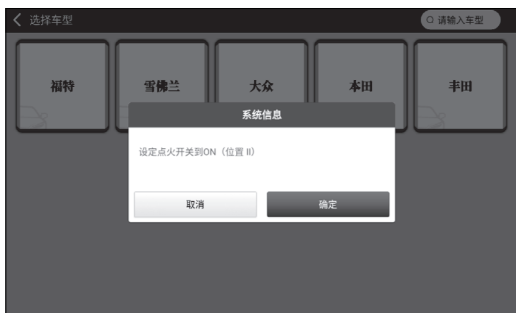 选择车型
请输入车型
福特 雪佛兰 大众 本田 丰田
系统信息
设定点火开关到ON（位置 II）
取消 确定